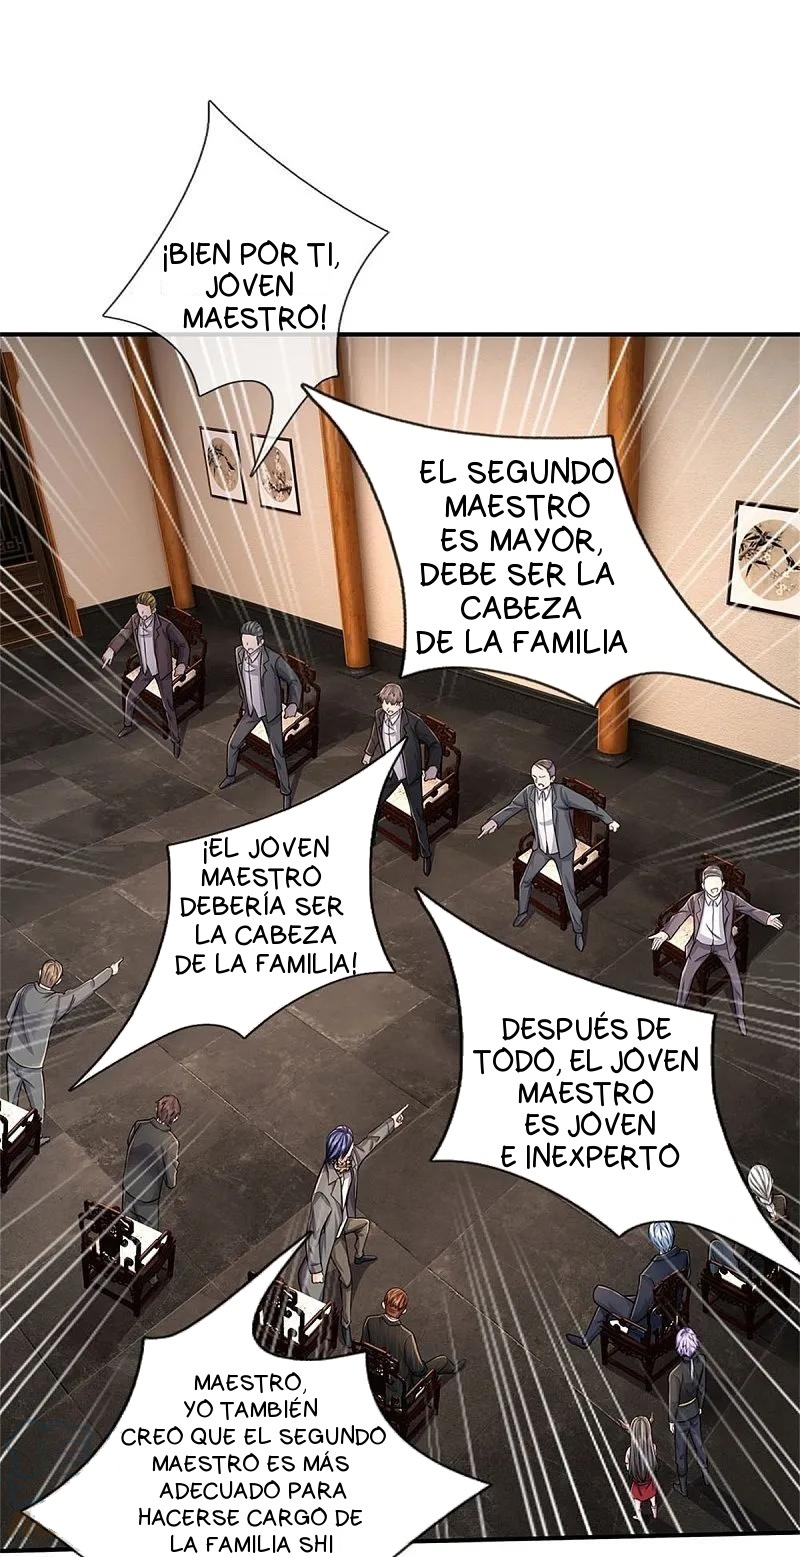 ¡BIEN POR TI,
JOVEN
MAESTRO!
EL SEGUNDO
MAESTRO
ES MAYOR,
DEBE SER LA
CABEZA
DE LA FAMILIA
¡EL JOVEN
MAESTRO
DEBERÍA SER
LA CABEZA
DE LA FAMILIA!
DESPUÉS DE
TODO, EL JOVEN
MAESTRO
ES JOVEN
E INEXPERTO
MAESTRO,
YO TAMBIÉN
CREO QUE EL SEGUNDO
MAESTRO ES MÁS
ADECUADO PARA
HACERSE CARGO DE
LA FAMILIA SHI